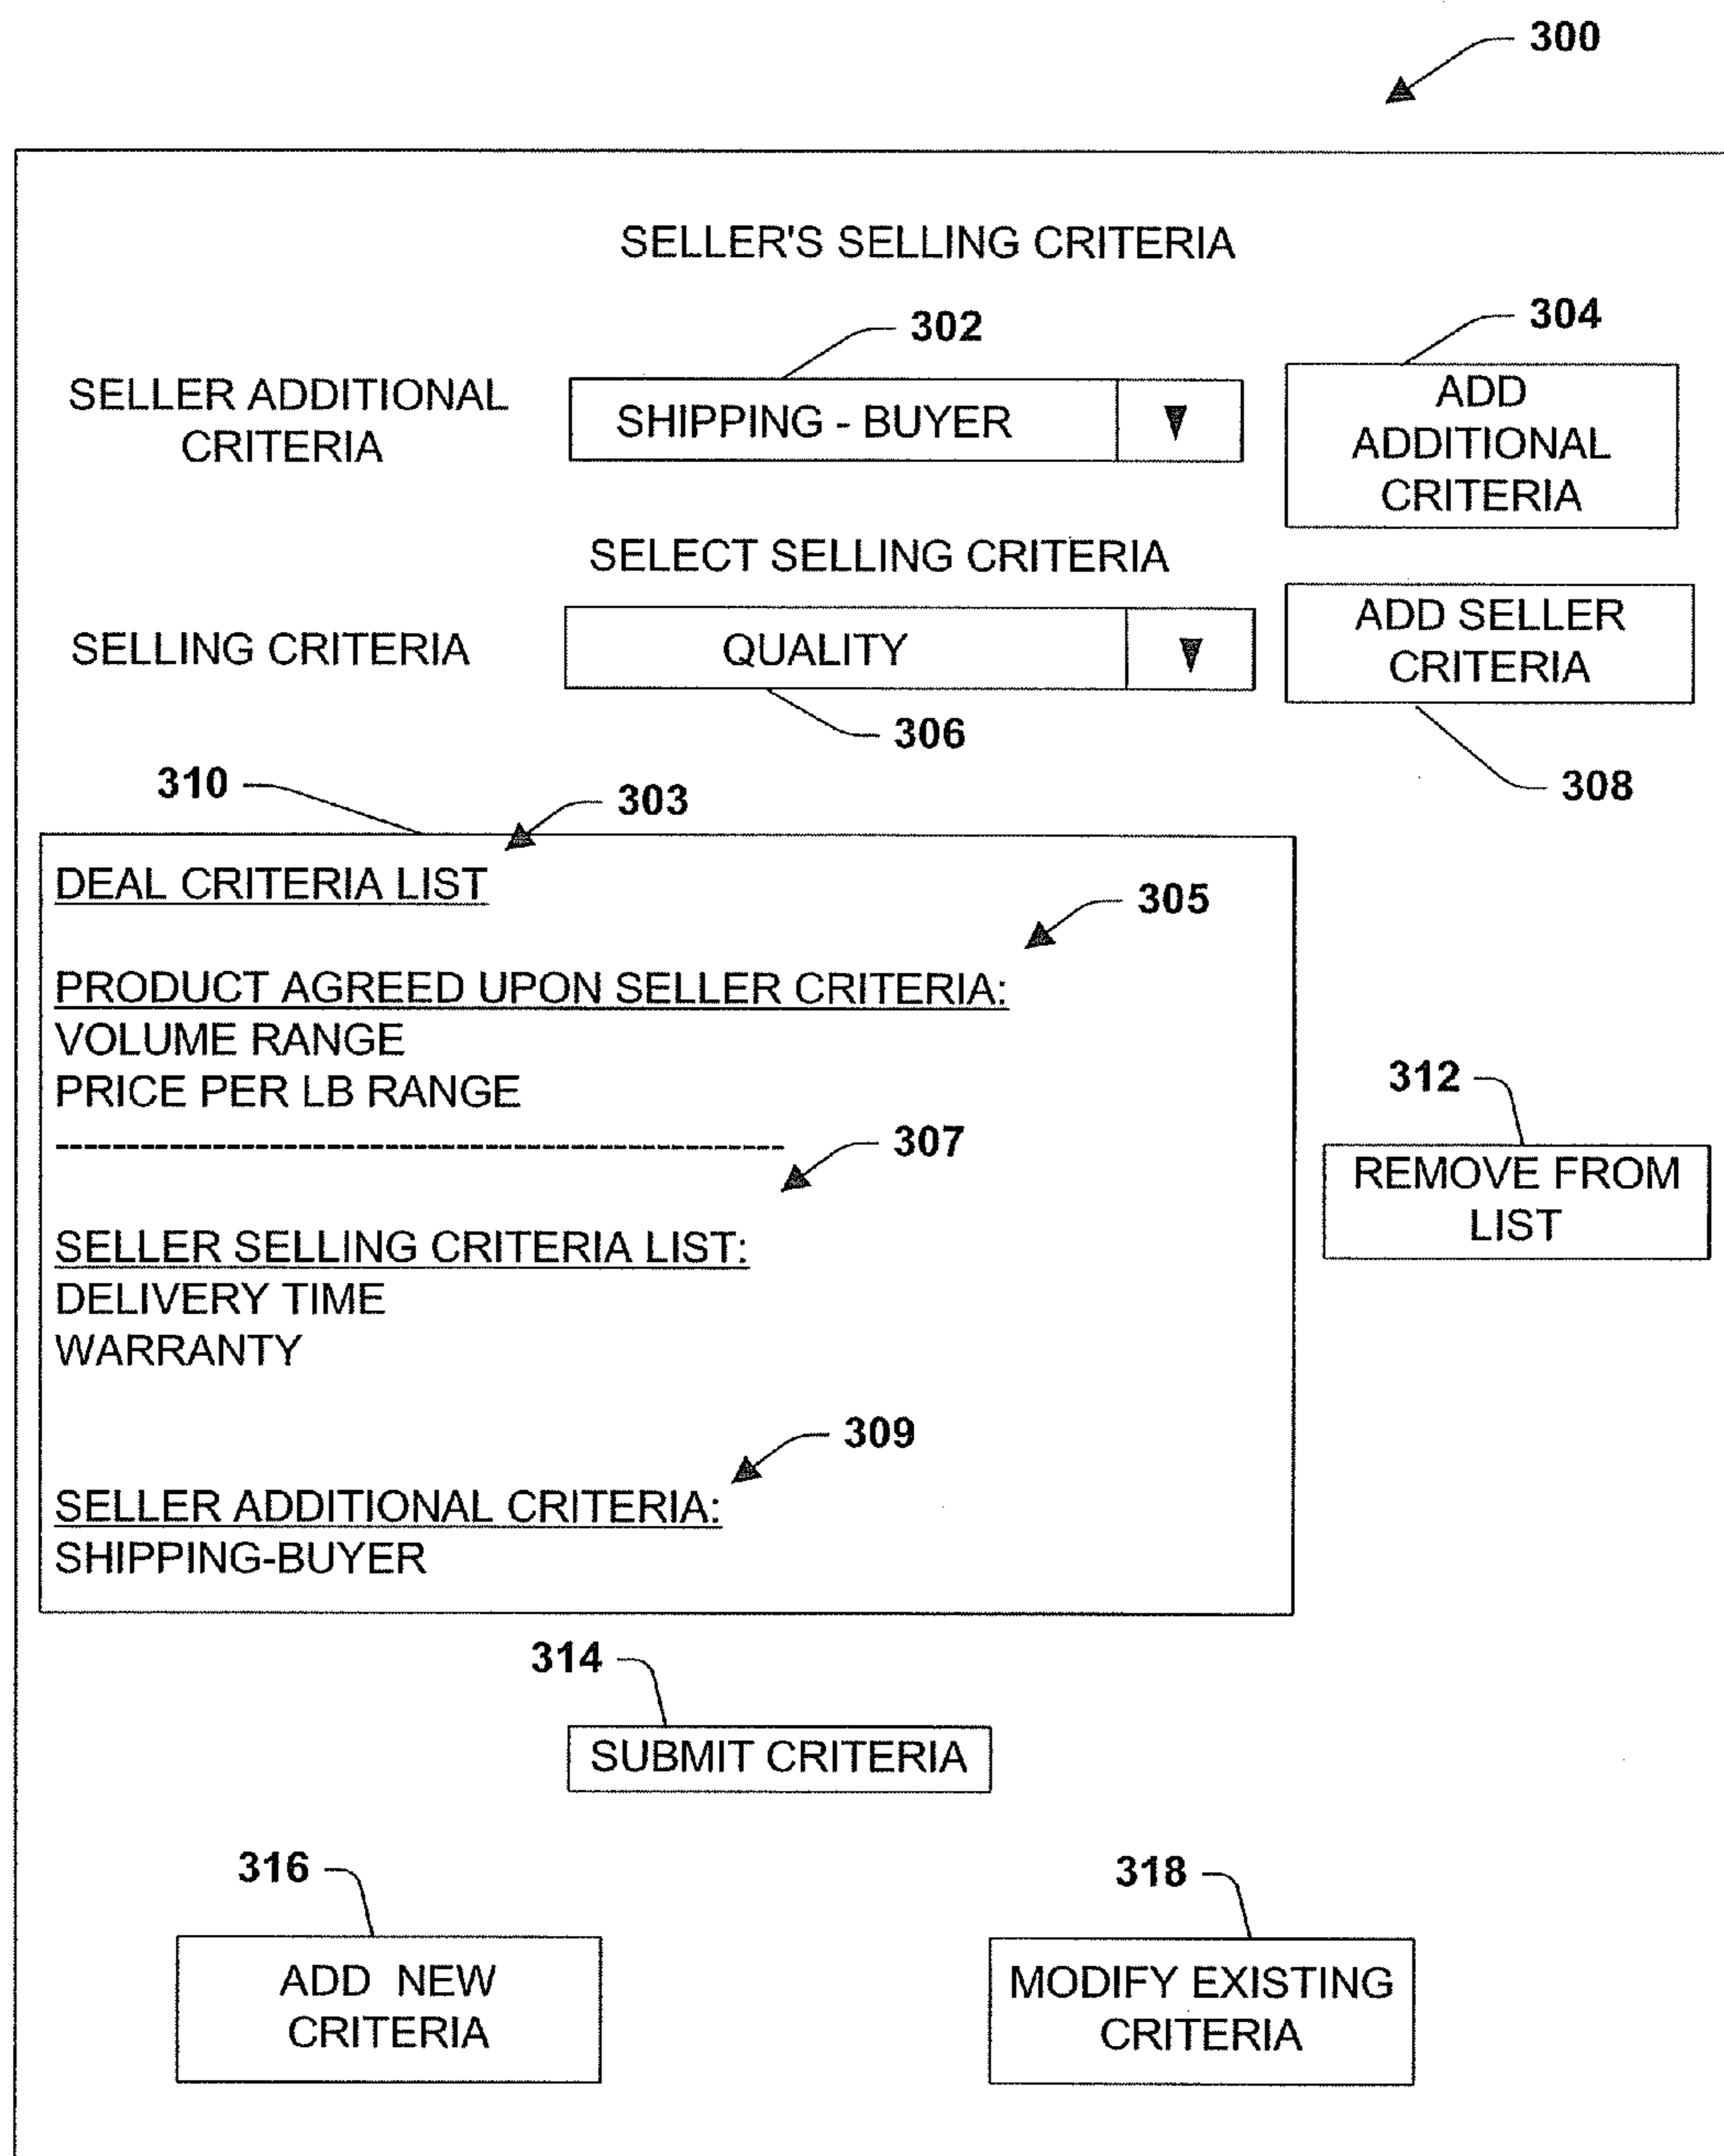 300
SELLER'S SELLING CRITERIA
302
304
SELLER ADDITIONAL
CRITERIA
SHIPPING - BUYER
ADD
ADDITIONAL
CRITERIA
SELECT SELLING CRITERIA
SELLING CRITERIA
QUALITY
ADD SELLER
CRITERIA
306
308
310
303
DEAL CRITERIA LIST
305
PRODUCT AGREED UPON SELLER CRITERIA:
VOLUME RANGE
PRICE PER LB RANGE
312
307
REMOVE FROM
LIST
SELLER SELLING CRITERIA LIST:
DELIVERY TIME
WARRANTY
309
SELLER ADDITIONAL CRITERIA:
SHIPPING-BUYER
314
SUBMIT CRITERIA
316
318
ADD NEW
CRITERIA
MODIFY EXISTING
CRITERIA